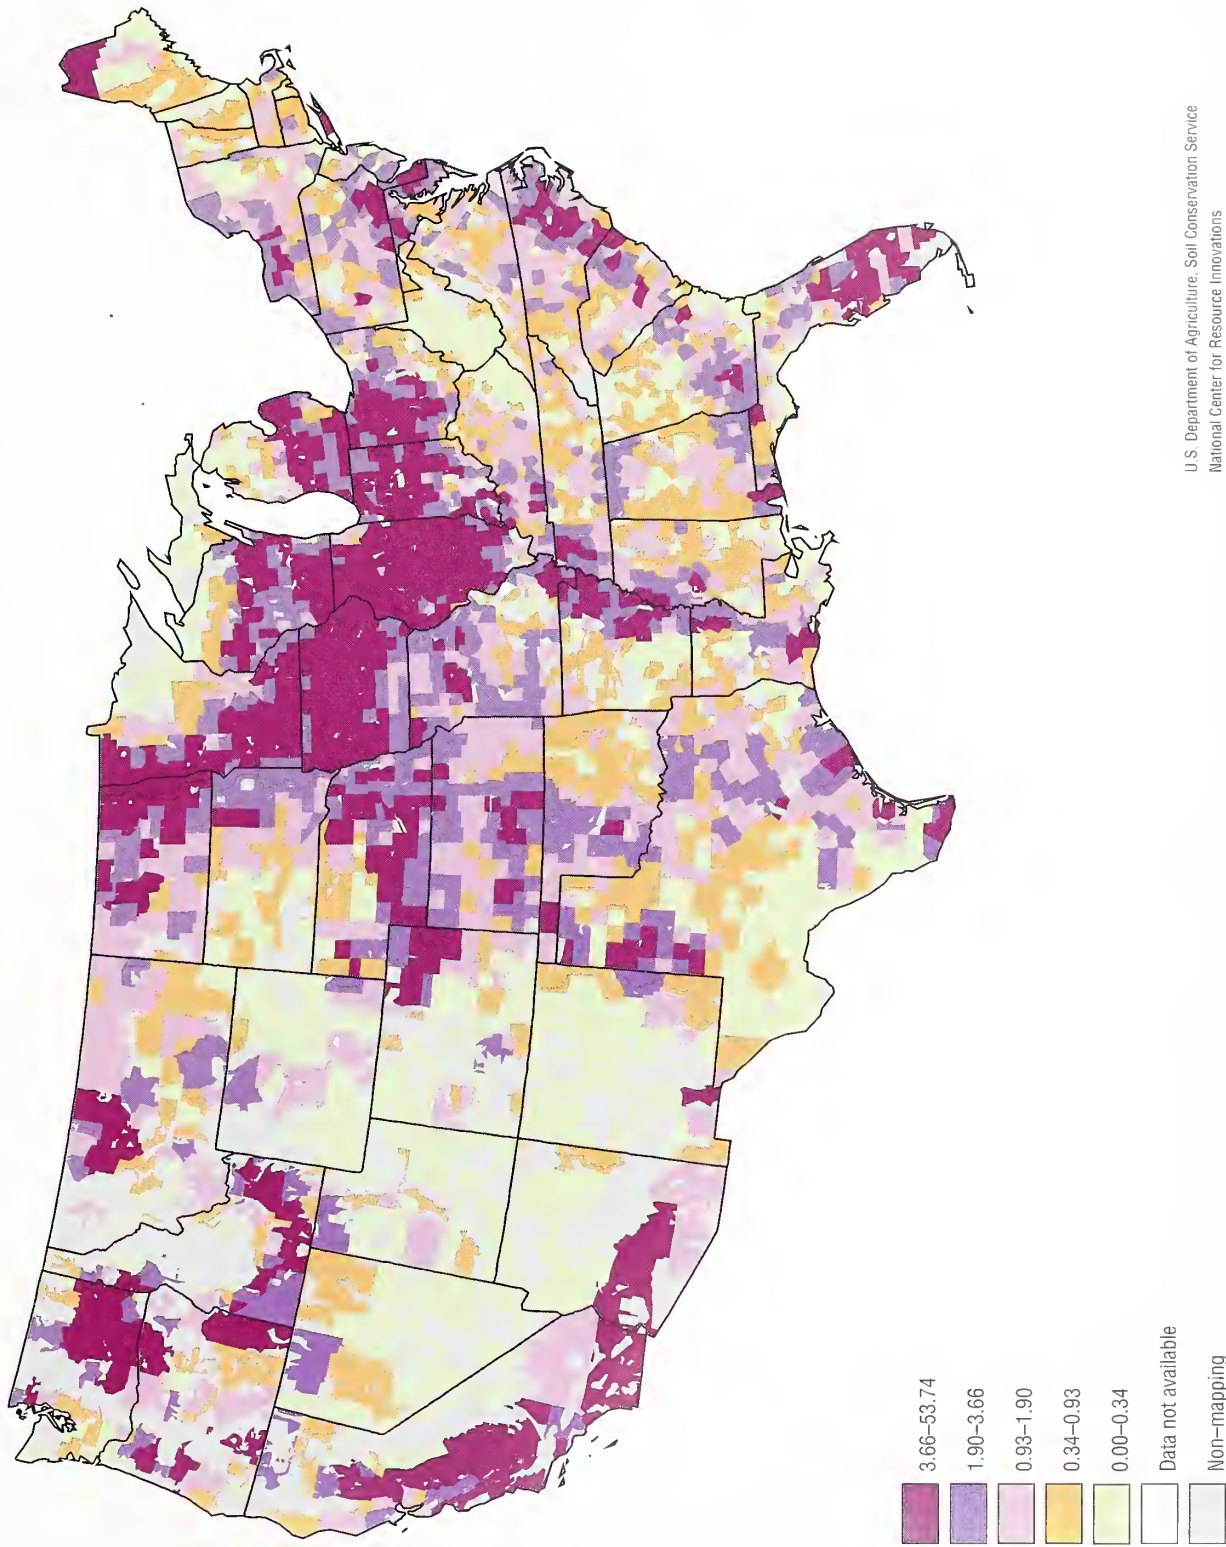 3.66–53.74
1.90–3.66
0.93–1.90
0.34–0.93
0.00–0.34
Data not available
Non–mapping
U.S. Department of Agriculture, Soil Conservation Service
National Center for Resource Innovations